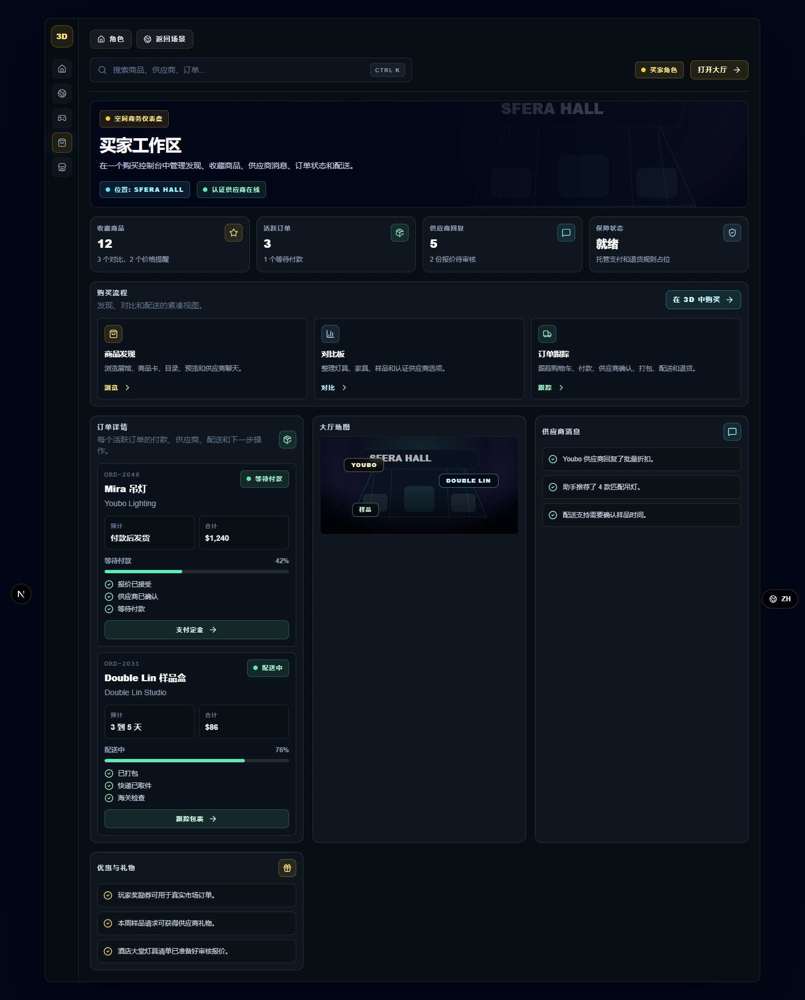 3D
角色
返回场景
搜索商品、供应商、订单...
CTRL K
买家角色
打开大厅
空间商务仪表盘
SFERA HALL
买家工作区
在一个购买控制台中管理发现、收藏商品、供应商消息、订单状态和配送。
位置: SFERA HALL
认证供应商在线
收藏商品
12
3 个对比，2 个价格提醒
活跃订单
3
1 个等待付款
供应商回复
5
2 份报价待审核
保障状态
就绪
托管支付和退货规则占位
购买流程
发现、对比和配送的紧凑视图。
在 3D 中购买
商品发现
浏览展馆、商品卡、目录、预览和供应商聊天。
浏览
对比板
整理灯具、家具、样品和认证供应商选项。
对比
订单跟踪
跟踪购物车、付款、供应商确认、打包、配送和退货。
跟踪
订单详情
每个活跃订单的付款、供应商、配送和下一步操
作。
ORD-2048
等待付款
Mira 吊灯
Youbo Lighting
预计
付款后发货
合计
$1,240
等待付款
42%
报价已接受
供应商已确认
等待付款
支付定金
ORD-2031
配送中
Double Lin 样品盒
Double Lin Studio
预计
3 到 5 天
合计
$86
配送中
76%
已打包
快递已取件
海关检查
跟踪包裹
大厅地图
SFERA HALL
YOUBO
DOUBLE LIN
样品
供应商消息
Youbo 供应商回复了批量折扣。
助手推荐了 4 款匹配吊灯。
配送支持需要确认样品时间。
优惠与礼物
玩家奖励券可用于真实市场订单。
本周样品请求可获得供应商礼物。
酒店大堂灯具清单已准备好审核报价。
N
ZH